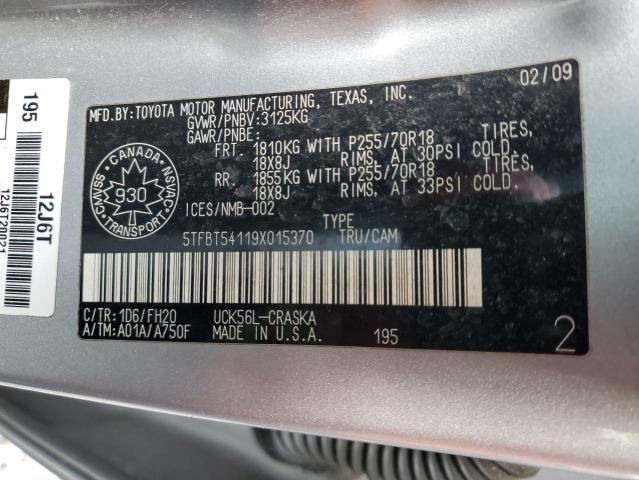 MFD.BY:TOYOTA MOTOR MANUFACTURING, TEXAS, INC. 02/09
GVWR/PNBV:3125KG
GAWR/PNBE:
FRT. 1810KG WITH P255/70R18 TIRES,
18X8J RIMS, AT 30PSI COLD.
RR. 1855KG WITH P255/70R18 TIRES,
18X8J RIMS, AT 33PSI COLD.
ICES/NMB-002 TYPE
5TFBT54119X015370 TRU/CAM
C/TR:1D6/FH20 UCK56L-CRASKA
A/TM:A01A/A750F MADE IN U.S.A. 195 2
CANADA
930
TRANSPORT
CMVSS
NSVAC
195
12J6T
12J6T20021